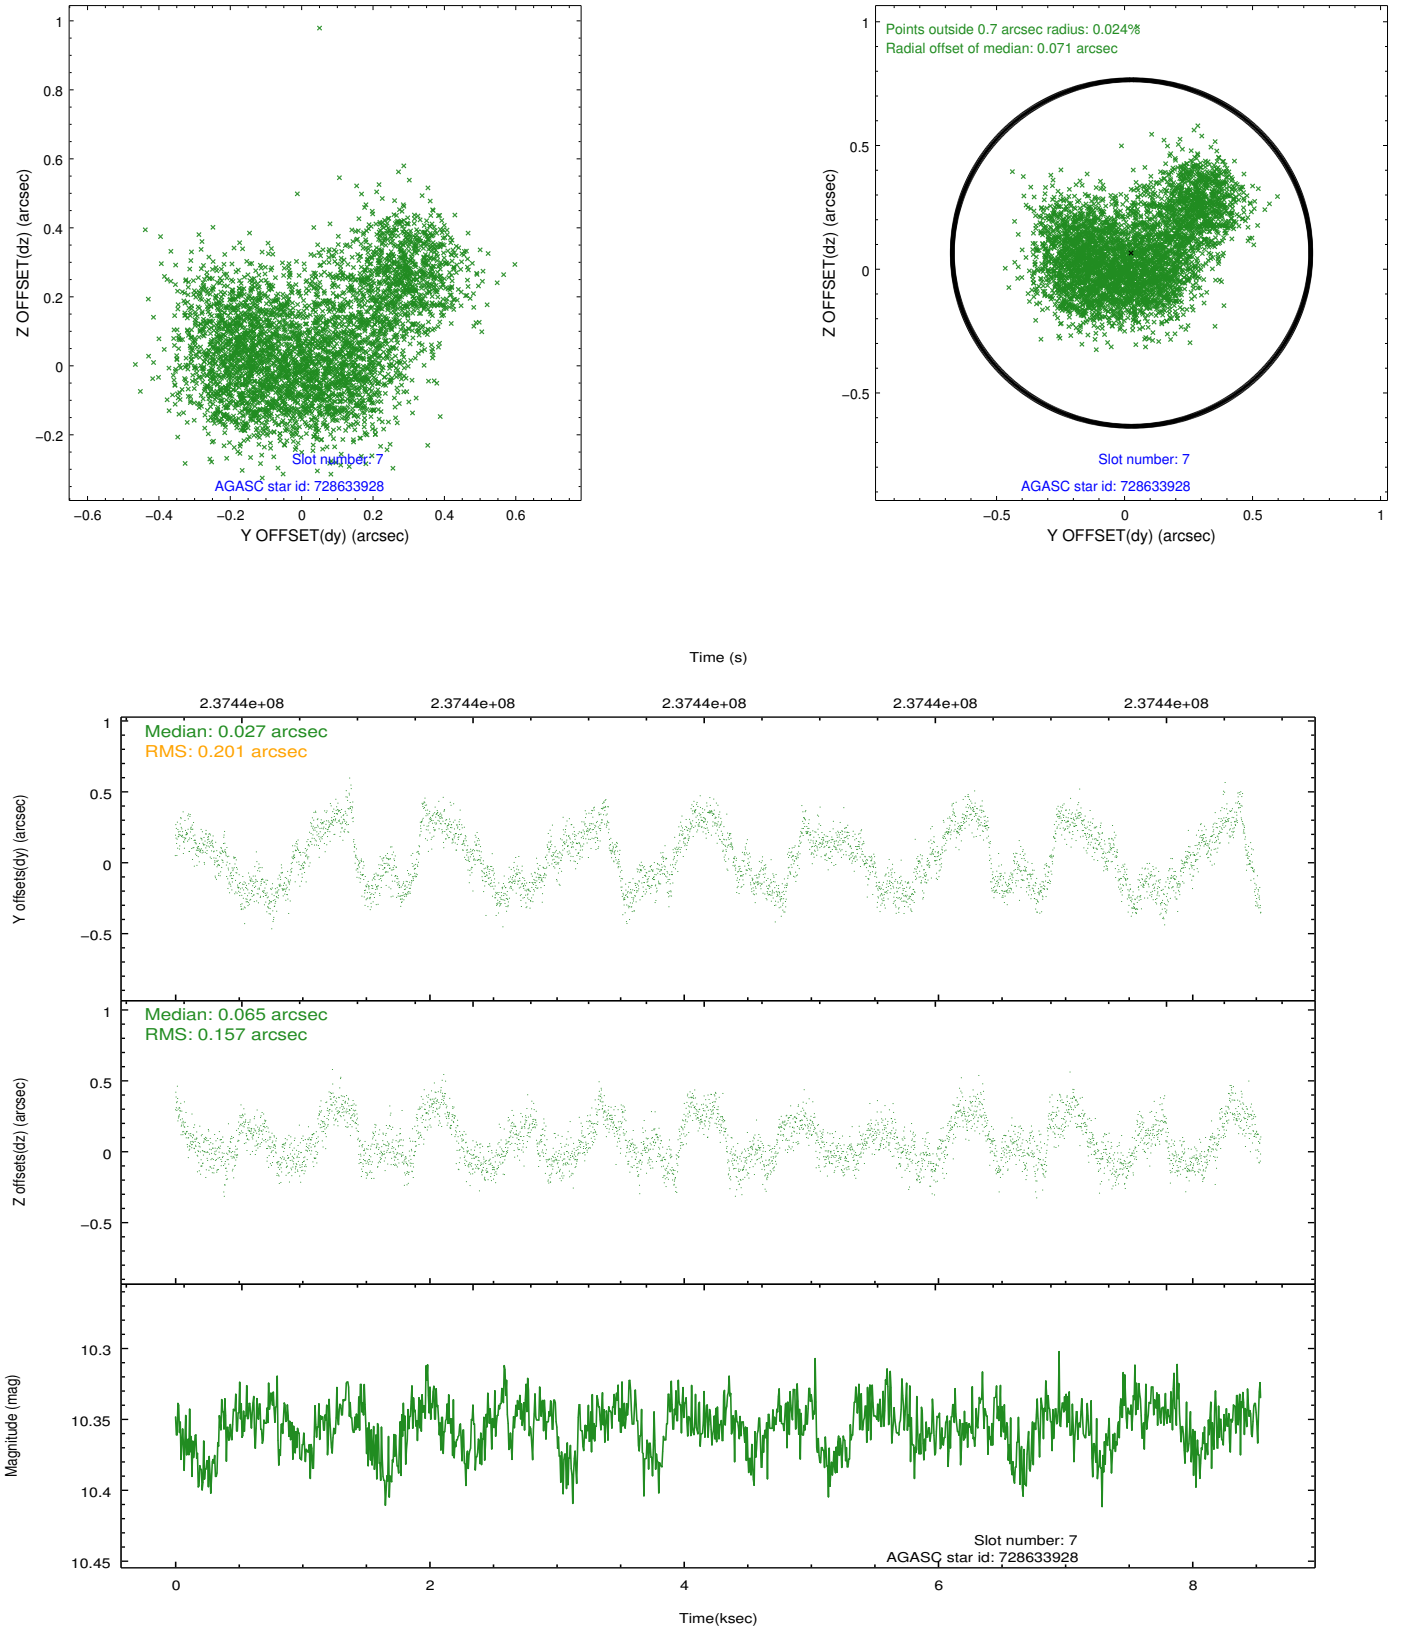 1
0.8
0.6
0.4
0.2
0
−0.2
Z OFFSET(dz) (arcsec)
−0.6 −0.4 −0.2 0 0.2 0.4 0.6
Y OFFSET(dy) (arcsec)
Slot number: 7
AGASC star id: 728633928
Points outside 0.7 arcsec radius: 0.024%
Radial offset of median: 0.071 arcsec
1
0.5
0
−0.5
Z OFFSET(dz) (arcsec)
Slot number: 7
AGASC star id: 728633928
−0.5 0 0.5 1
Y OFFSET(dy) (arcsec)
Time (s)
2.3744e+08 2.3744e+08 2.3744e+08 2.3744e+08 2.3744e+08
Median: 0.027 arcsec
RMS: 0.201 arcsec
1
0.5
0
−0.5
Y offsets(dy) (arcsec)
Median: 0.065 arcsec
RMS: 0.157 arcsec
1
0.5
0
−0.5
Z offsets(dz) (arcsec)
10.3
10.35
10.4
10.45
Magnitude (mag)
Slot number: 7
AGASC star id: 728633928
0 2 4 6 8
Time(ksec)